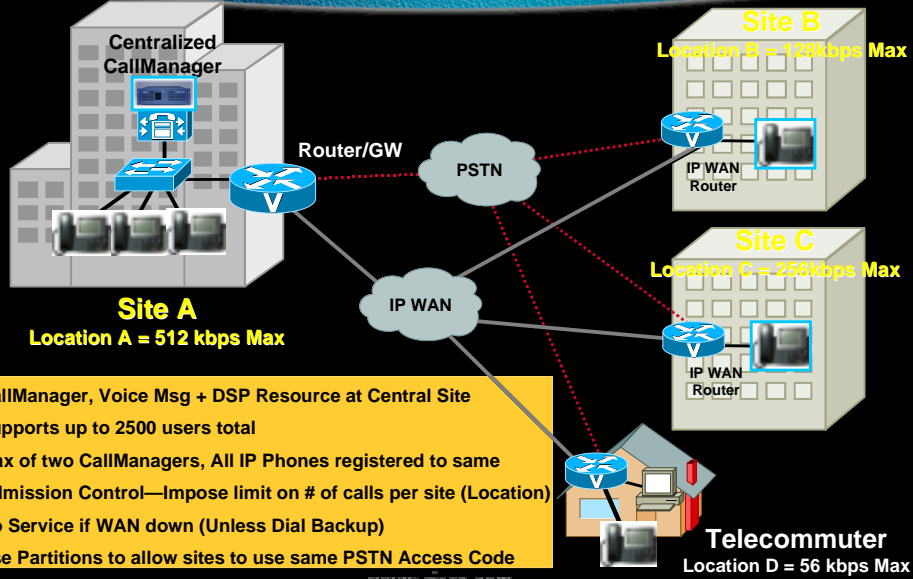 Centralized
CallManager
Router/GW
PSTN
IP WAN
Site A
Location A = 512 kbps Max
Site B
Location B = 128kbps Max
V
IP WAN
Router
Site C
Location C = 256kbps Max
V
IP WAN
Router
V
V
allManager, Voice Msg + DSP Resource at Central Site
upports up to 2500 users total
ax of two CallManagers, All IP Phones registered to same
dmission Control—Impose limit on # of calls per site (Location)
o Service if WAN down (Unless Dial Backup)
se Partitions to allow sites to use same PSTN Access Code
Telecommuter
Location D = 56 kbps Max